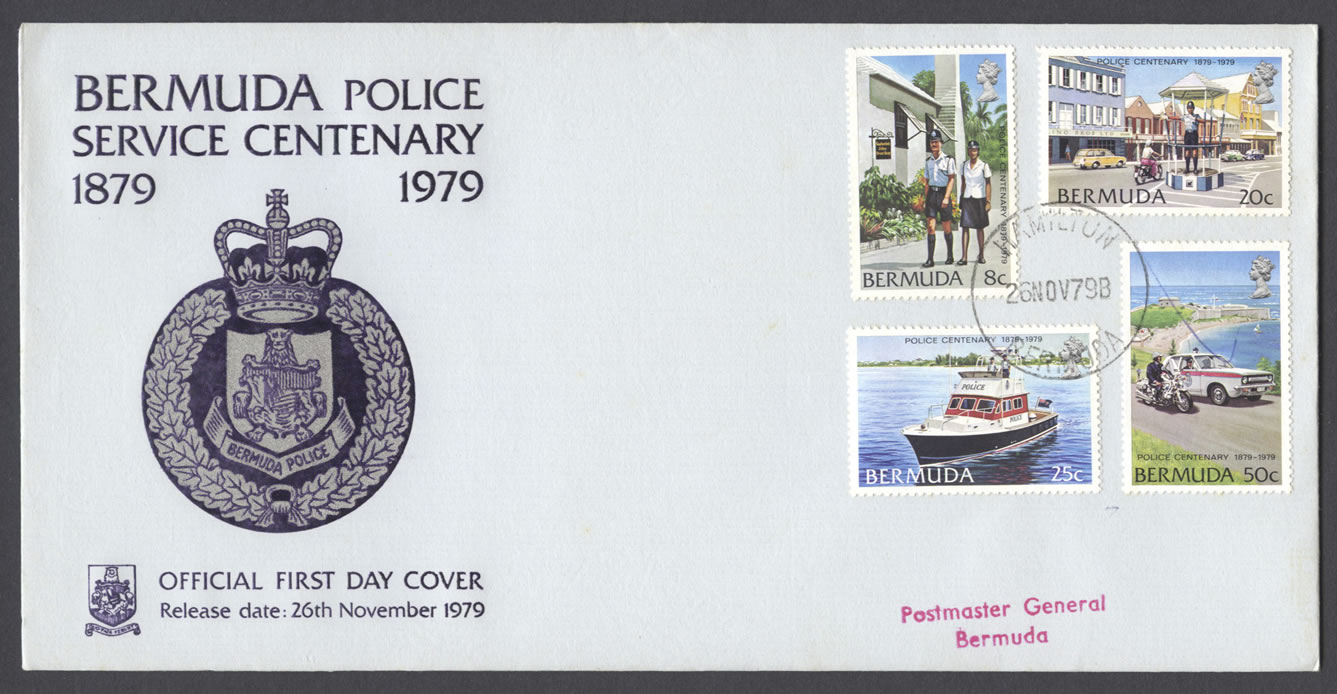 BERMUDA POLICE
SERVICE CENTENARY
1879 1979
BERMUDA POLICE
OFFICIAL FIRST DAY COVER
Release date: 26th November 1979
POLICE CENTENARY 1879-1979
BERMUDA 8c
POLICE CENTENARY 1879-1979
BERMUDA 20c
HAMILTON
26NOV79B
BERMUDA
POLICE CENTENARY 1879-1979
POLICE
POLICE
BERMUDA 25c
POLICE CENTENARY 1879-1979
BERMUDA 50c
Postmaster General
Bermuda